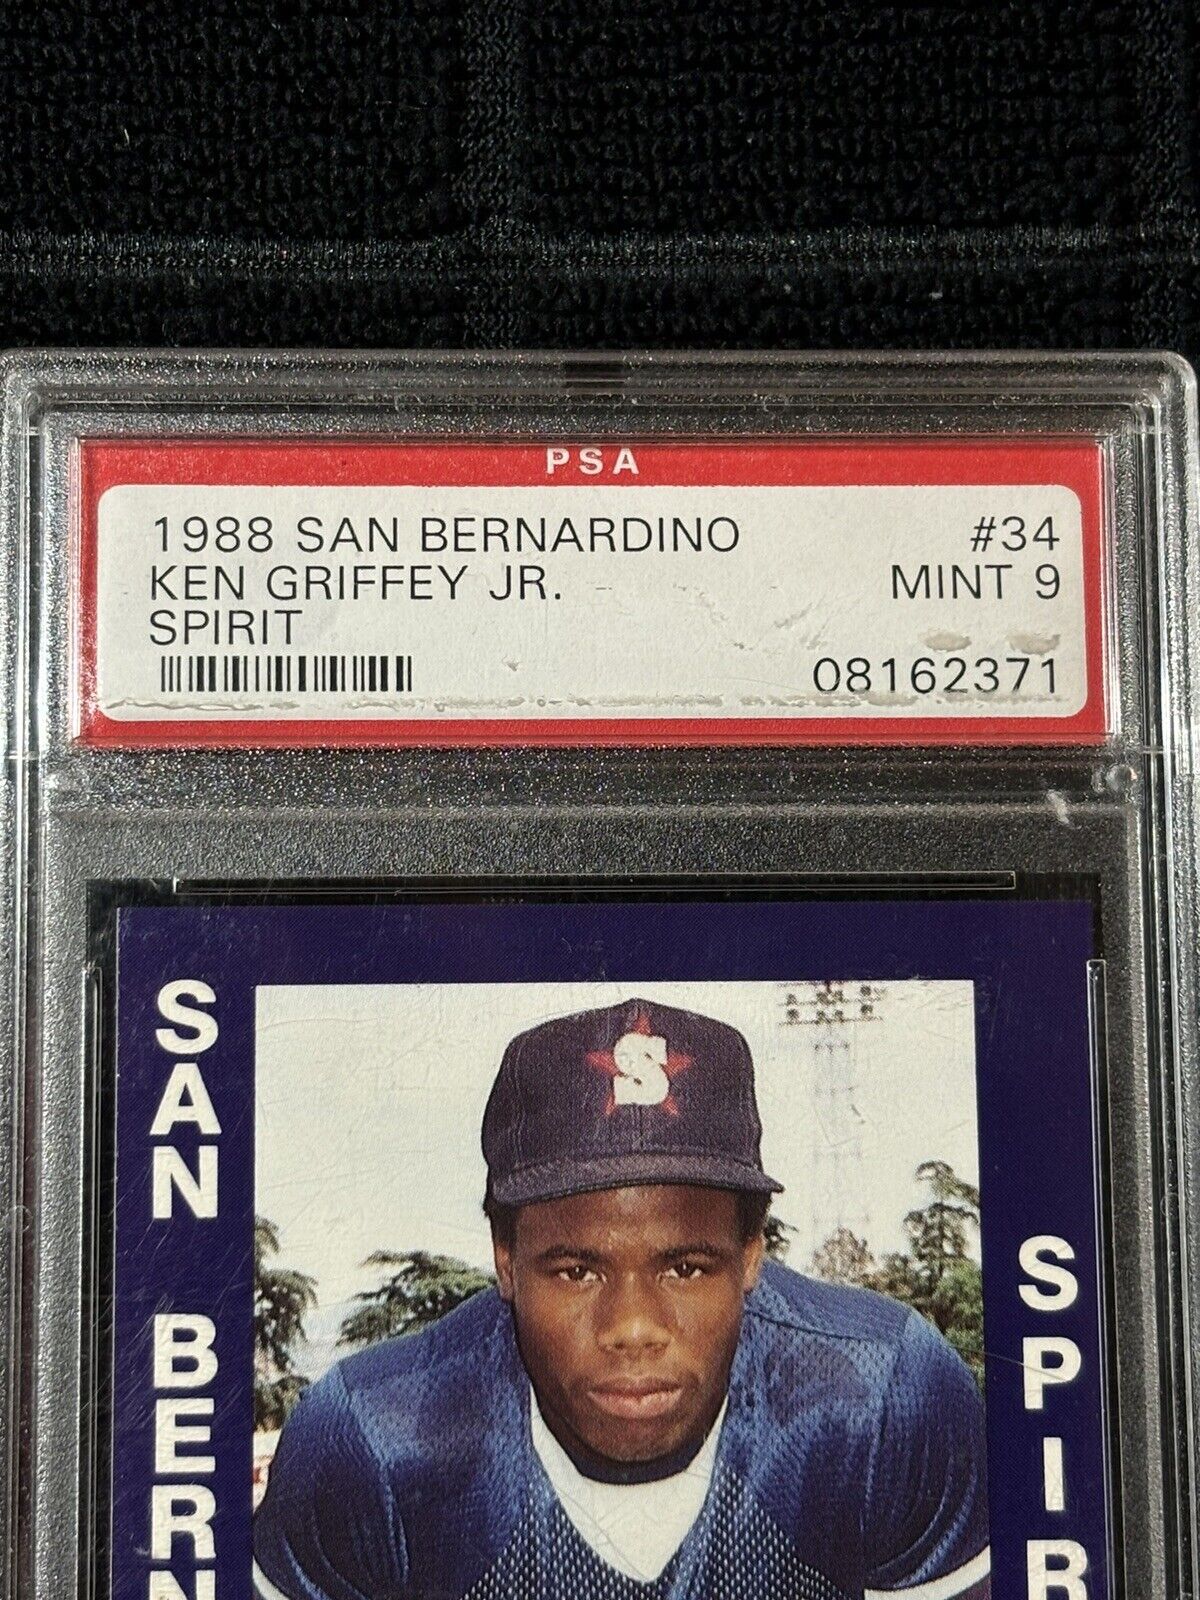 PSA
1988 SAN BERNARDINO #34
KEN GRIFFEY JR. MINT 9
SPIRIT
08162371
S
SAN
BERN
SPIR